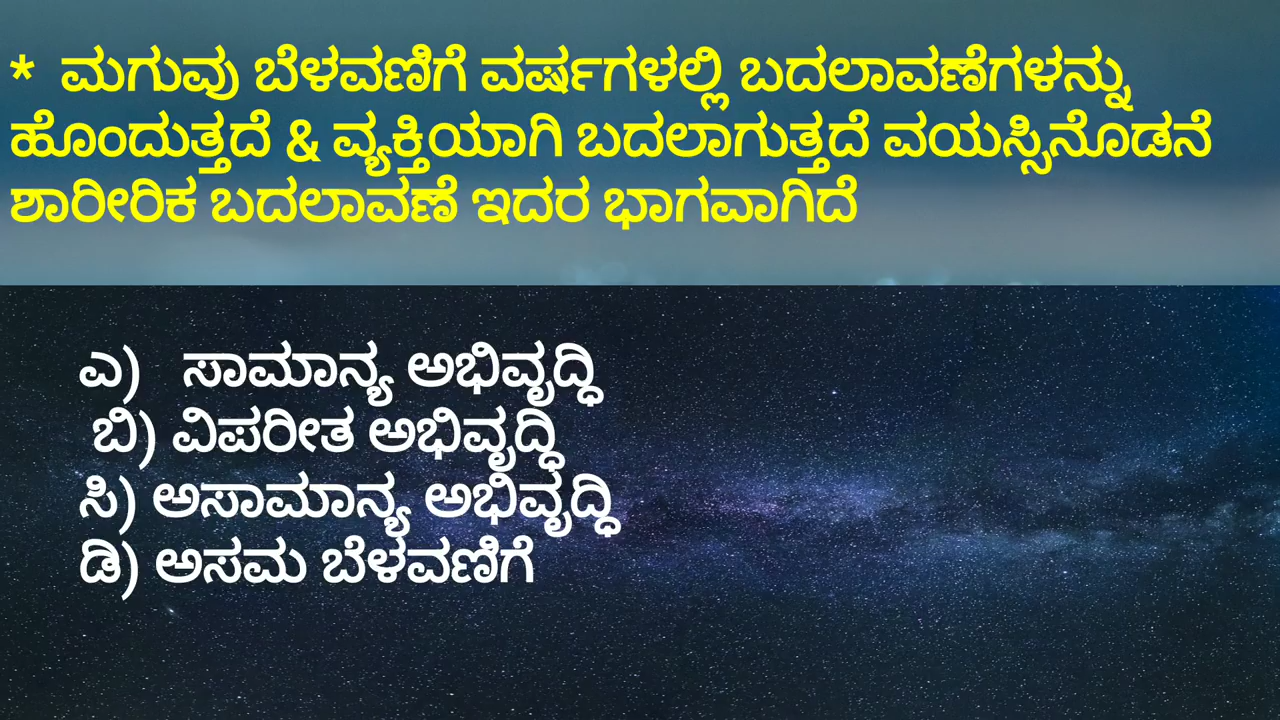 * ಮಗುವು ಬೆಳವಣಿಗೆ ವರ್ಷಗಳಲ್ಲಿ ಬದಲಾವಣೆಗಳನ್ನು
ಹೊಂದುತ್ತದೆ & ವ್ಯಕ್ತಿಯಾಗಿ ಬದಲಾಗುತ್ತದೆ ವಯಸ್ಸಿನೊಡನೆ
ಶಾರೀರಿಕ ಬದಲಾವಣೆ ಇದರ ಭಾಗವಾಗಿದೆ
ಎ) ಸಾಮಾನ್ಯ ಅಭಿವೃದ್ಧಿ
ಬಿ) ವಿಪರೀತ ಅಭಿವೃದ್ಧಿ
ಸಿ) ಅಸಾಮಾನ್ಯ ಅಭಿವೃದ್ಧಿ
ಡಿ) ಅಸಮ ಬೆಳವಣಿಗೆ